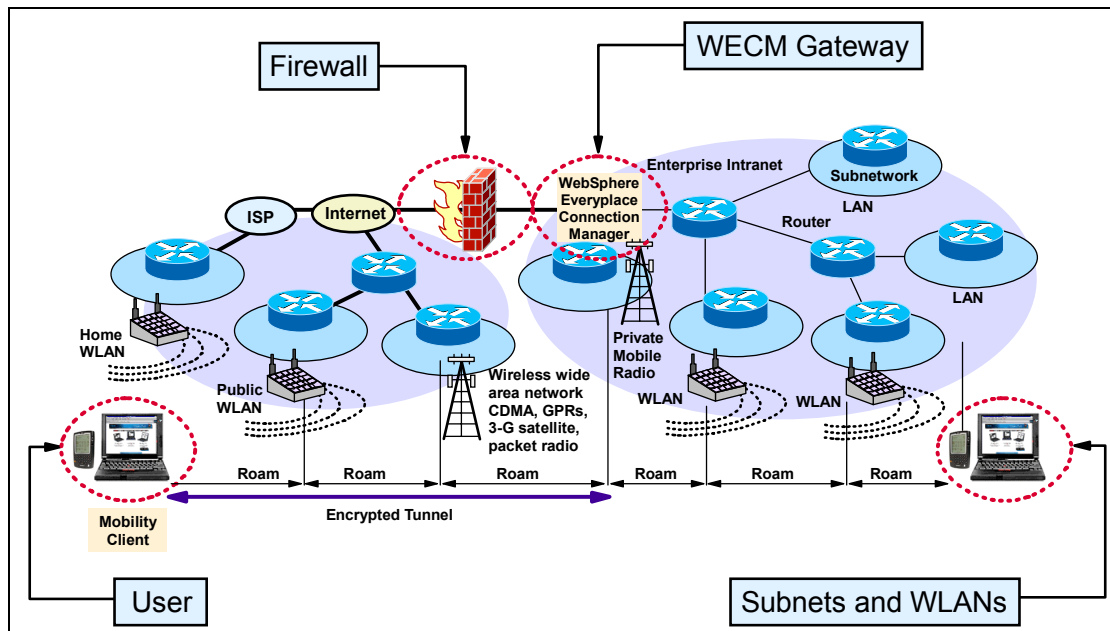 WECM Gateway
Firewall
Enterprise Intranet
WebSphere
Everyplace
Connection
Manager
Subnetwork
LAN
ISP
Internet
Router
LAN
Home
WLAN
Public
WLAN
Wireless wide
area network
CDMA, GPRs,
3-G satellite,
packet radio
Private
Mobile
Radio
WLAN
WLAN
Roam
Roam
Roam
Roam
Roam
Roam
Encrypted Tunnel
Mobility
Client
User
Subnets and WLANs